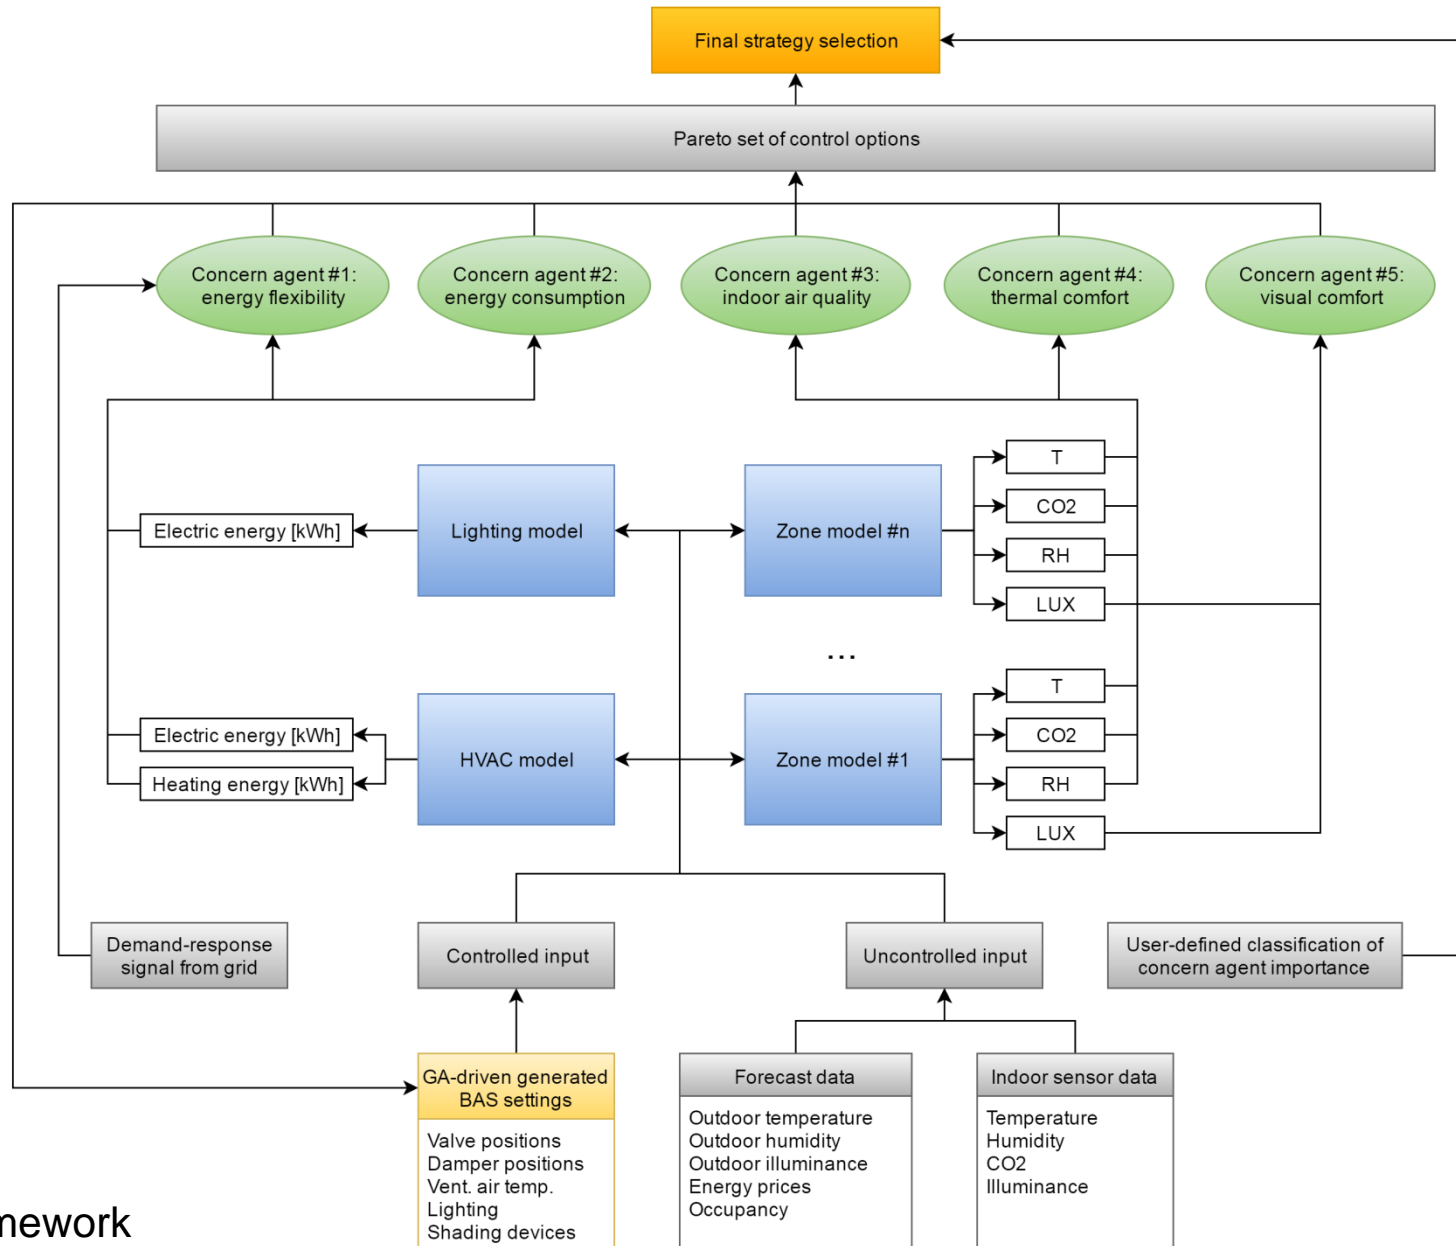 Final strategy selection
Pareto set of control options
Concern agent #1:
energy flexibility
Concern agent #2:
energy consumption
Concern agent #3:
indoor air quality
Concern agent #4:
thermal comfort
Concern agent #5:
visual comfort
Electric energy [kWh]
Lighting model
Zone model #n
T
CO2
RH
LUX
...
Electric energy [kWh]
Heating energy [kWh]
HVAC model
Zone model #1
T
CO2
RH
LUX
Demand-response
signal from grid
Controlled input
Uncontrolled input
User-defined classification of
concern agent importance
GA-driven generated
BAS settings
Valve positions
Damper positions
Vent. air temp.
Lighting
Shading devices
Forecast data
Outdoor temperature
Outdoor humidity
Outdoor illuminance
Energy prices
Occupancy
Indoor sensor data
Temperature
Humidity
CO2
Illuminance